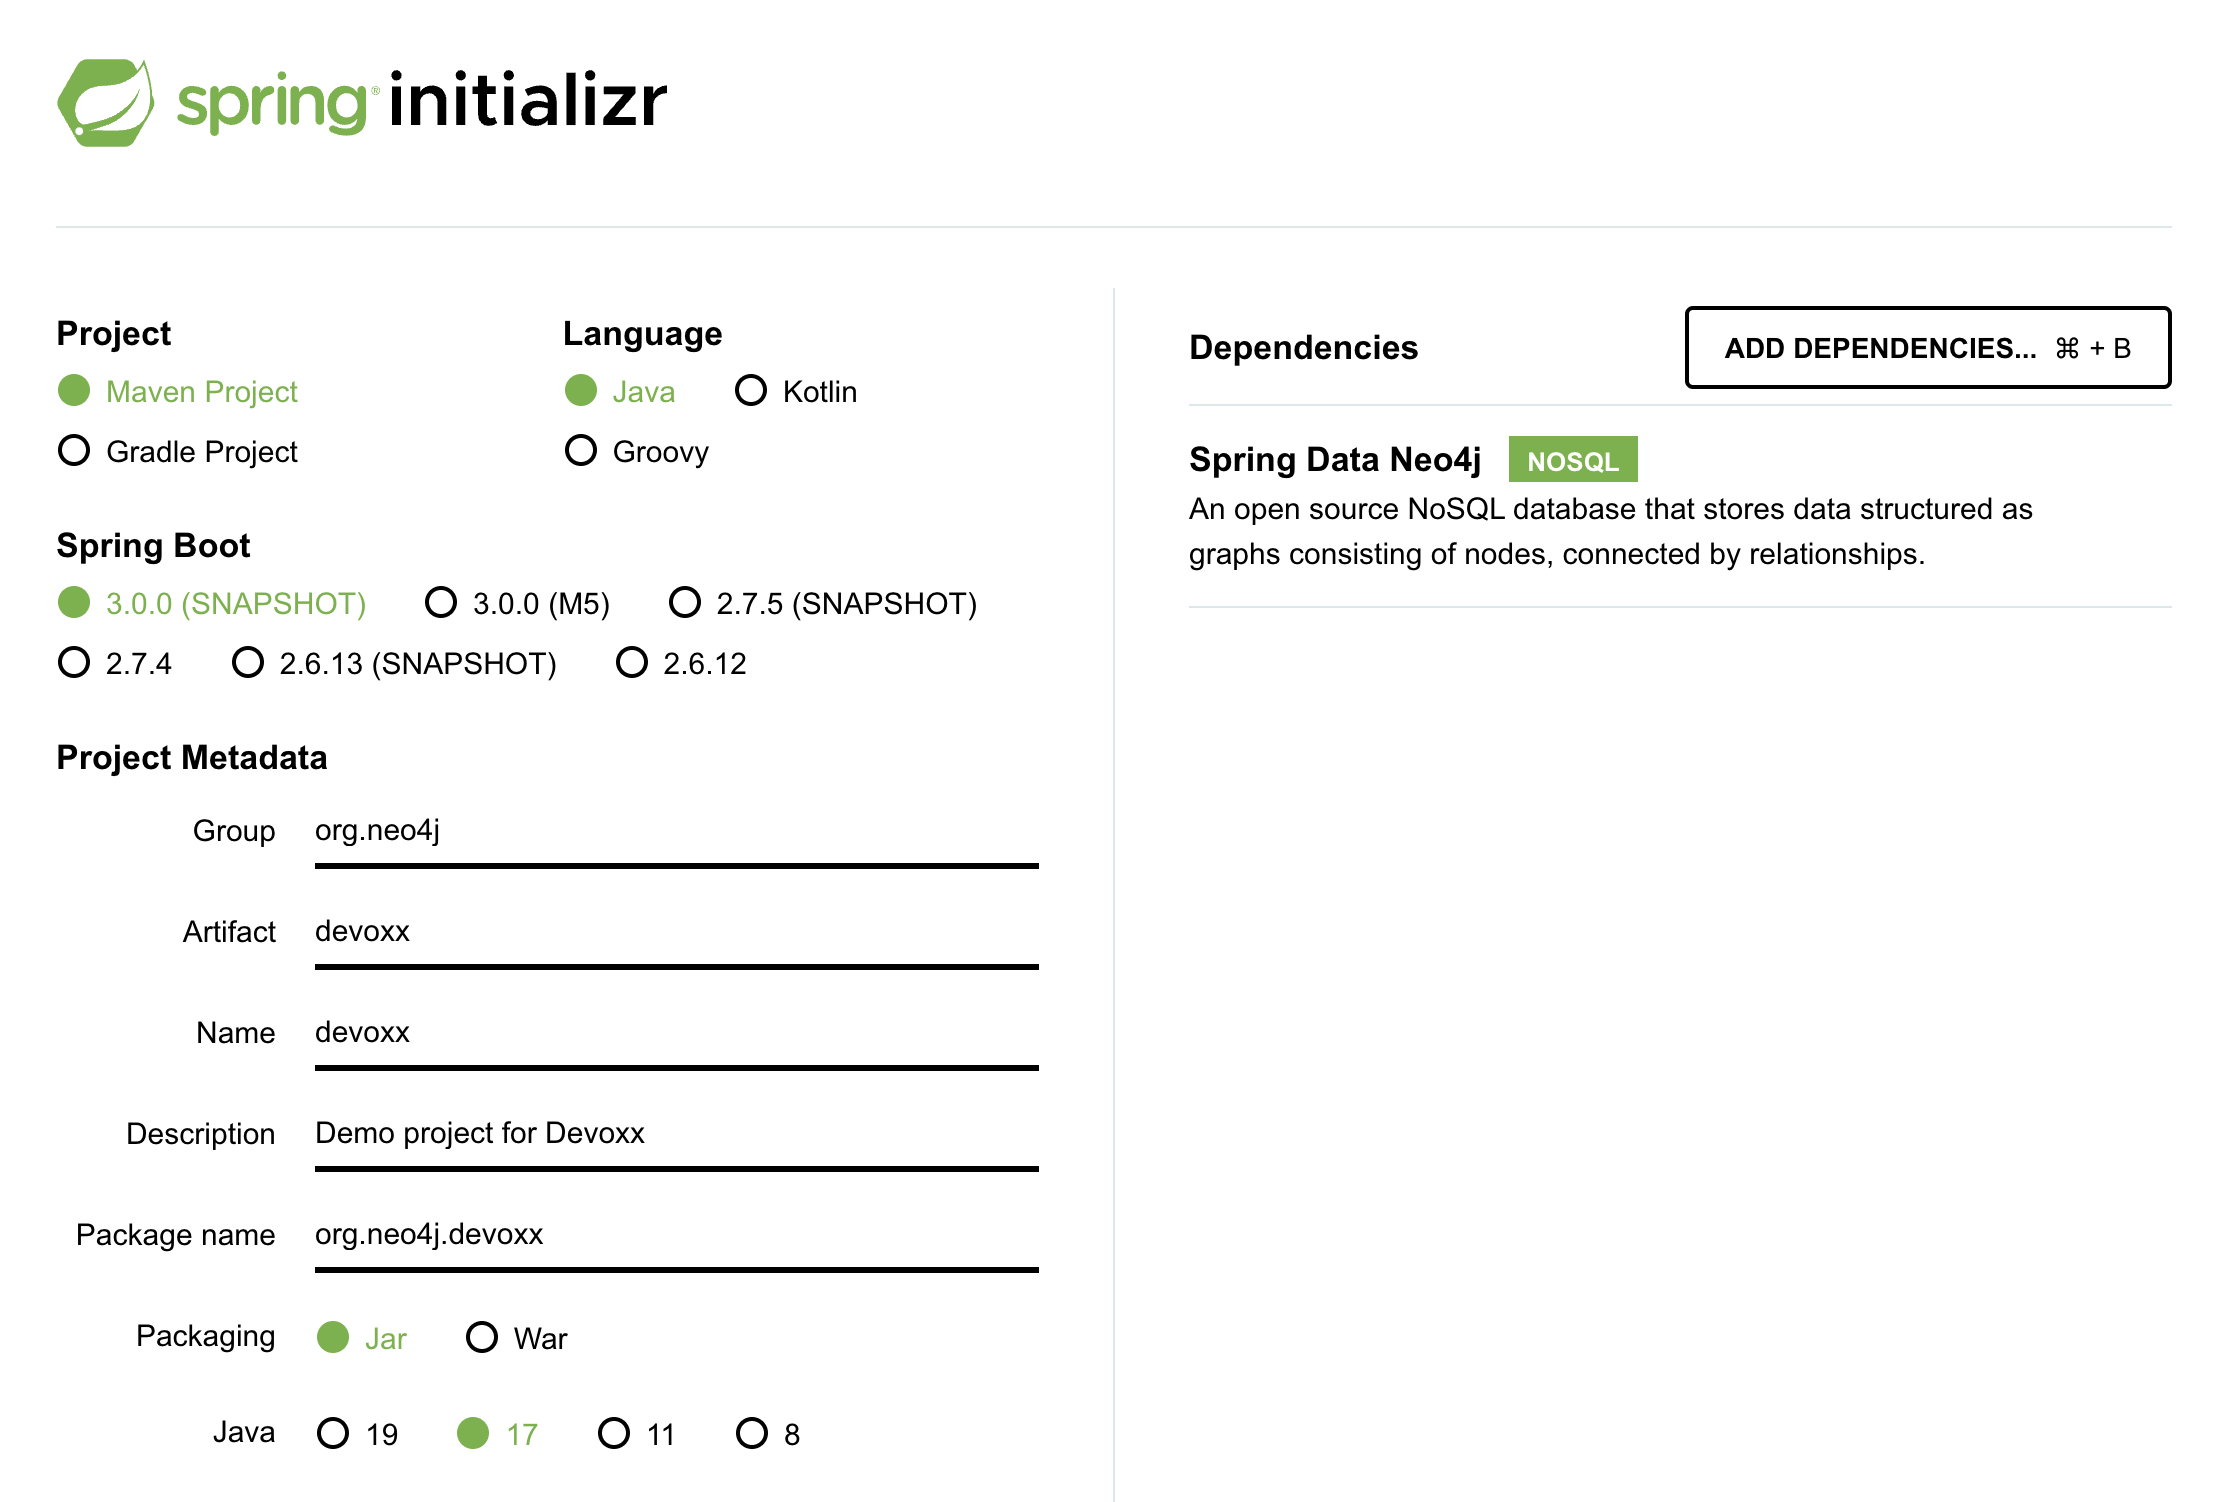 spring® initializr
Project
Maven Project
Gradle Project
Language
Java Kotlin
Groovy
Spring Boot
3.0.0 (SNAPSHOT) 3.0.0 (M5) 2.7.5 (SNAPSHOT)
2.7.4 2.6.13 (SNAPSHOT) 2.6.12
Project Metadata
Group org.neo4j
Artifact devoxx
Name devoxx
Description Demo project for Devoxx
Package name org.neo4j.devoxx
Packaging Jar War
Java 19 17 11 8
Dependencies
ADD DEPENDENCIES... ⌘ + B
Spring Data Neo4j NOSQL
An open source NoSQL database that stores data structured as
graphs consisting of nodes, connected by relationships.